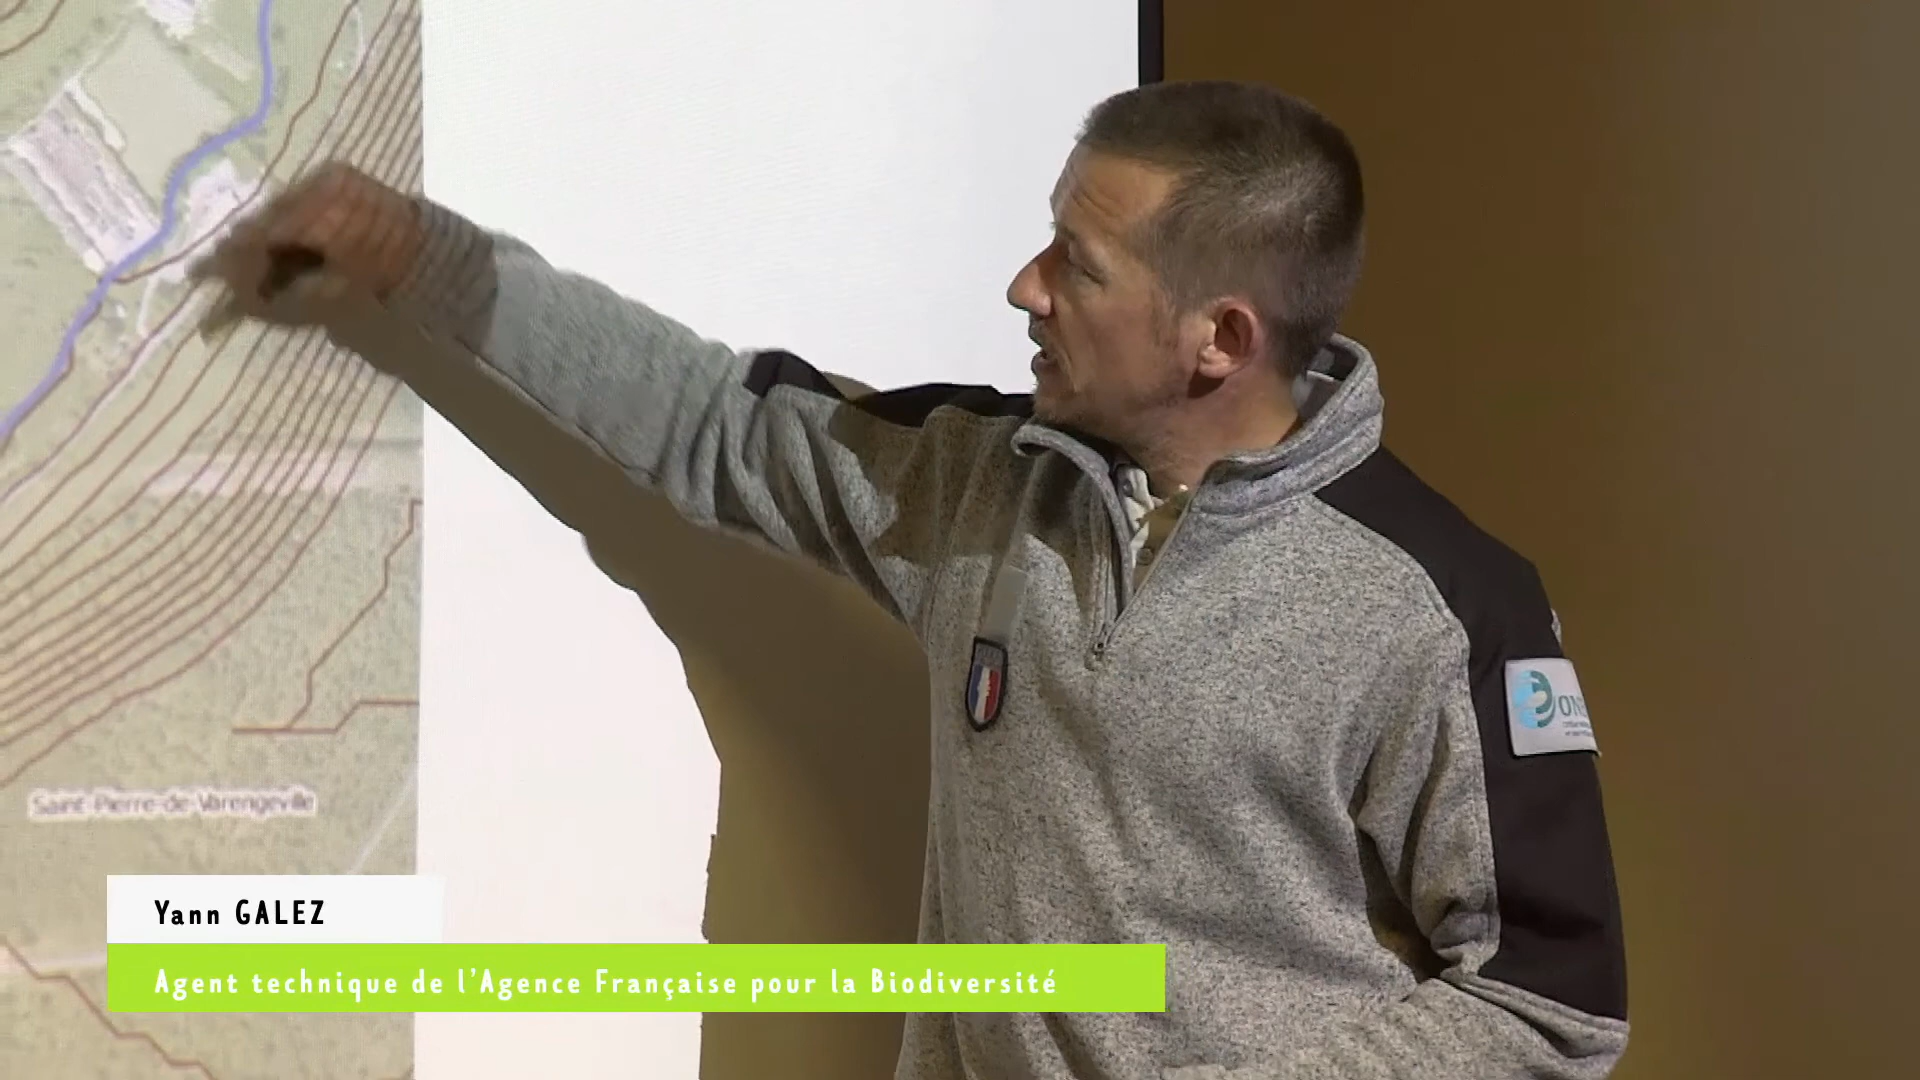 Saint-Pierre-de-Varengeville
Yann GALEZ
Agent technique de l'Agence Française pour la Biodiversité